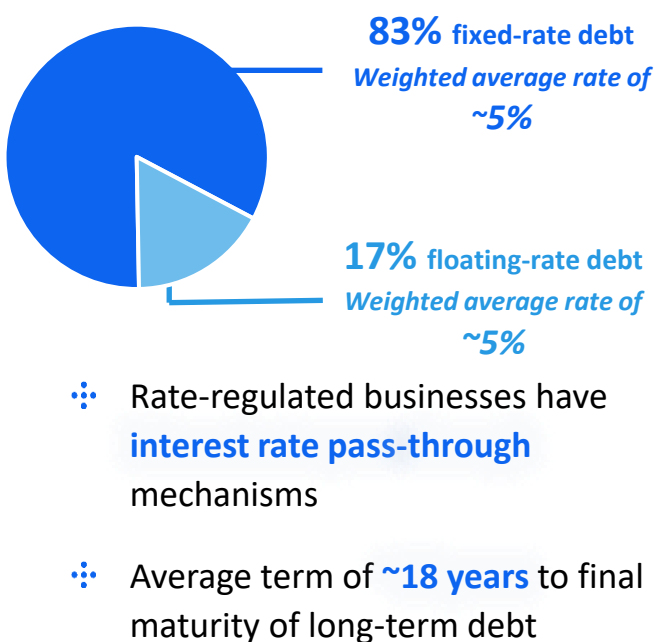 83% fixed-rate debt
Weighted average rate of
~5%
17% floating-rate debt
Weighted average rate of
~5%
Rate-regulated businesses have
interest rate pass-through
mechanisms
Average term of ~18 years to final
maturity of long-term debt